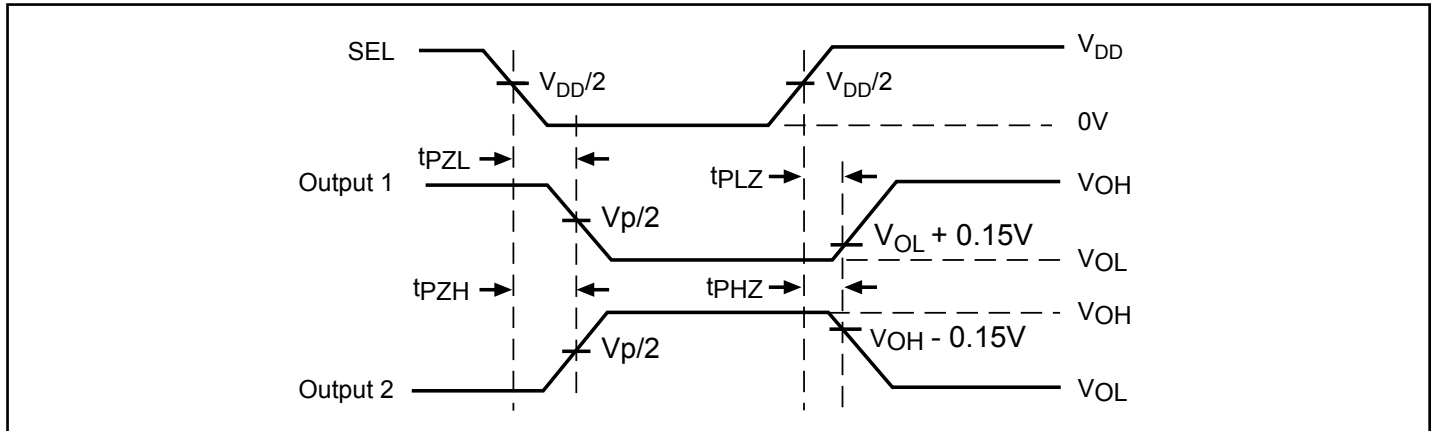 SEL
VDD/2
VDD/2
VDD
0V
tPZL
tPLZ
Output 1
VOH
Vp/2
VOL + 0.15V
VOL
tPZH
tPHZ
VOH
Vp/2
VOH - 0.15V
Output 2
VOL